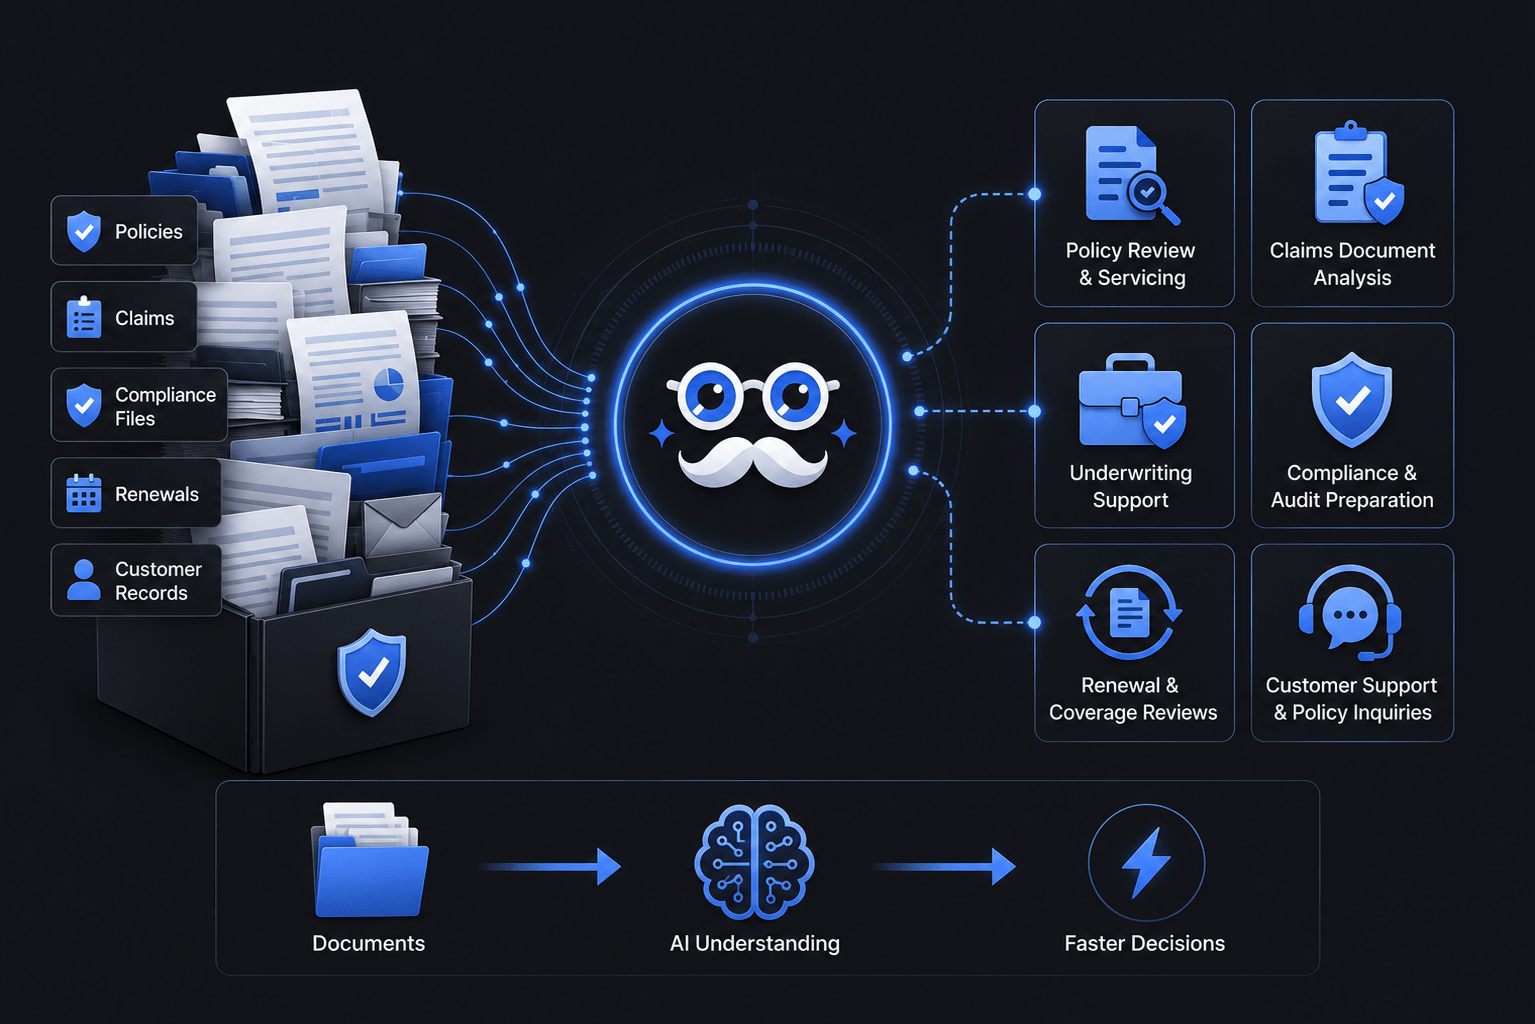 Policies
Claims
Compliance
Files
Renewals
Customer
Records
Policy Review
& Servicing
Claims Document
Analysis
Underwriting
Support
Compliance &
Audit Preparation
Renewal &
Coverage Reviews
Customer Support
& Policy Inquiries
Documents
AI Understanding
Faster Decisions